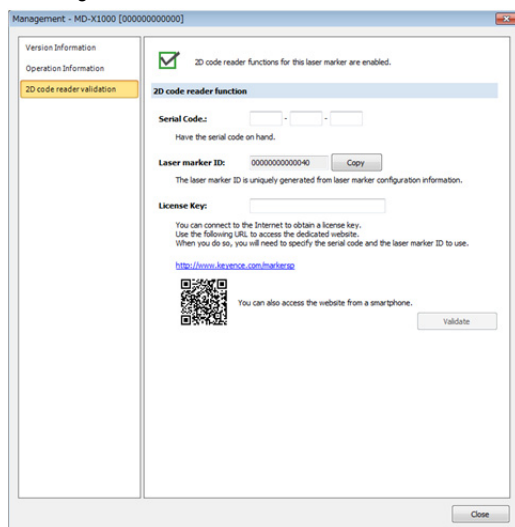 Management - MD-X1000 [000000000000]
Version Information
Operation Information
2D code reader validation
2D code reader functions for this laser marker are enabled.
2D code reader function
Serial Code.:
-
-
Have the serial code on hand.
Laser marker ID:
00000000000040
Copy
The laser marker ID is uniquely generated from laser marker configuration information.
License Key:
You can connect to the Internet to obtain a license key.
Use the following URL to access the dedicated website.
When you do so, you will need to specify the serial code and the laser marker ID to use.
http://www.keyence.com/markersp
You can also access the website from a smartphone.
Validate
Close